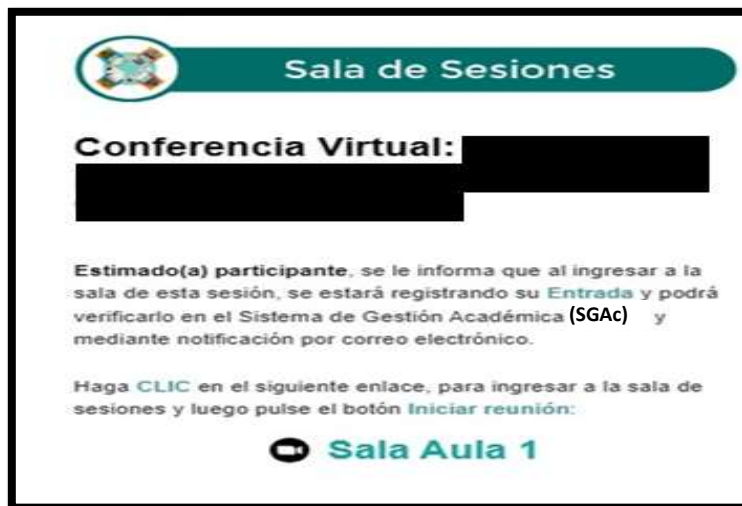 Sala de Sesiones
Conferencia Virtual:
Estimado(a) participante, se le informa que al ingresar a la
sala de esta sesión, se estará registrando su Entrada y podrá
verificarlo en el Sistema de Gestión Académica (SGAc) y
mediante notificación por correo electrónico.
Haga CLIC en el siguiente enlace, para ingresar a la sala de
sesiones y luego pulse el botón Iniciar reunión:
Sala Aula 1